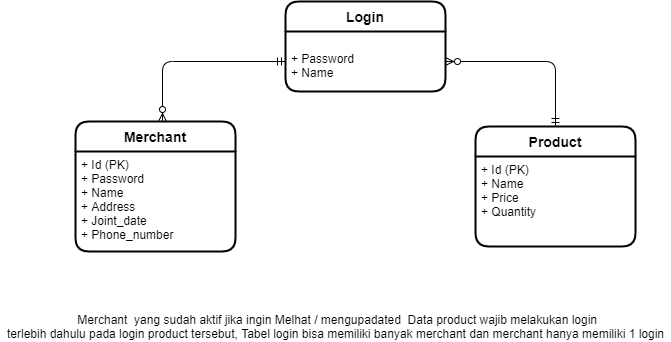 Login
+ Password
+ Name
Merchant
+ Id (PK)
+ Password
+ Name
+ Address
+ Joint_date
+ Phone_number
Product
+ Id (PK)
+ Name
+ Price
+ Quantity
Merchant  yang sudah aktif jika ingin Melhat / mengupadated  Data product wajib melakukan login
terlebih dahulu pada login product tersebut, Tabel login bisa memiliki banyak merchant dan merchant hanya memiliki 1 login